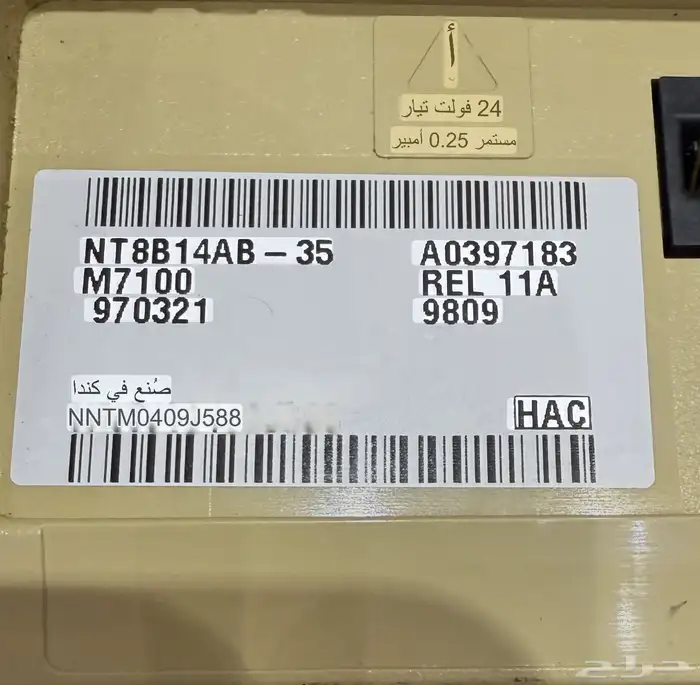 أ
24 فولت تيار
مستمر 0.25 أمبير
NT8B14AB – 35
A0397183
M7100
REL 11A
970321
9809
صُنع في كندا
NNTM0409J588
HAC
حراج